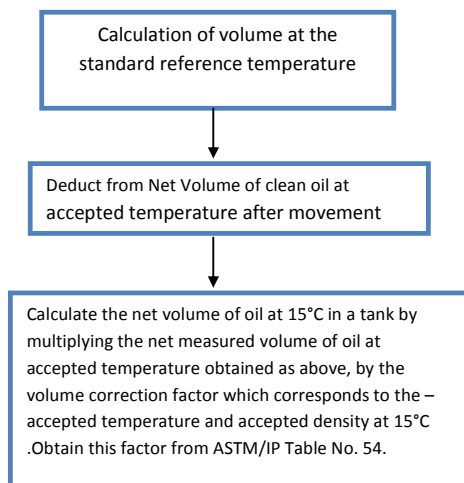 Calculation of volume at the
standard reference temperature
Deduct from Net Volume of clean oil at
accepted temperature after movement
Calculate the net volume of oil at 15°C in a tank by
multiplying the net measured volume of oil at
accepted temperature obtained as above, by the
volume correction factor which corresponds to the –
accepted temperature and accepted density at 15°C
.Obtain this factor from ASTM/IP Table No. 54.